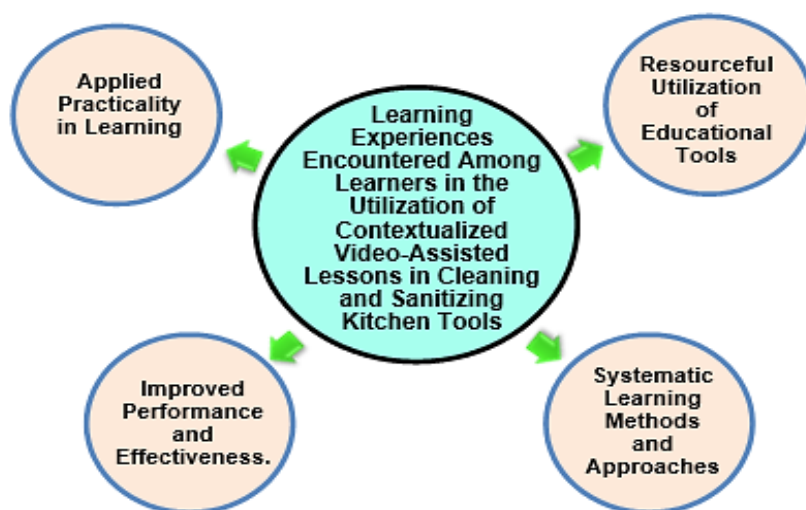 Applied
Practicality
in Learning
Resourceful
Utilization
of
Educational
Tools
Learning
Experiences
Encountered Among
Learners in the
Utilization of
Contextualized
Video-Assisted
Lessons in Cleaning
and Sanitizing
Kitchen Tools
Improved
Performance
and
Effectiveness.
Systematic
Learning
Methods
and
Approaches